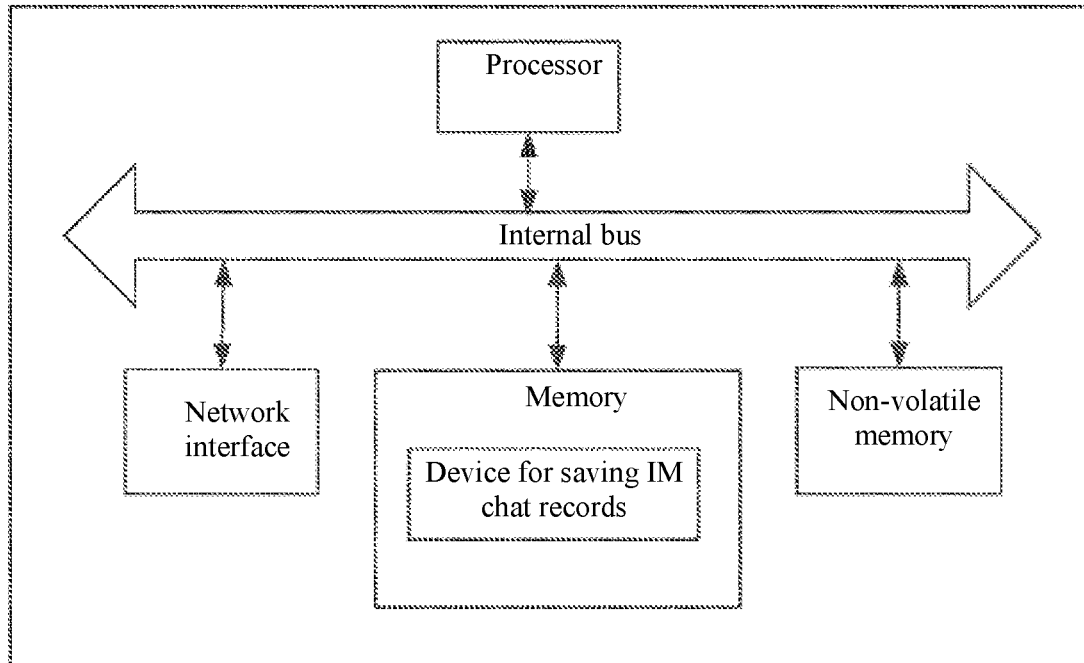 Processor
Internal bus
Network
interface
Memory
Device for saving IM
chat records
Non-volatile
memory